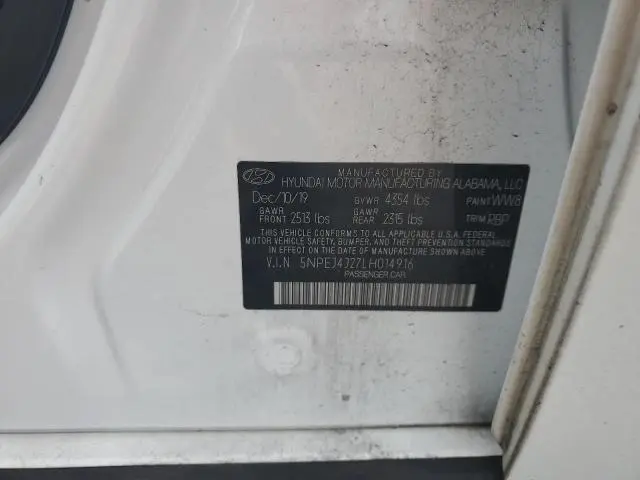 MANUFACTURED BY
HYUNDAI MOTOR MANUFACTURING ALABAMA, LLC
Dec/10/19 GVWR 4354 lbs PAINT WW8
GAWR FRONT 2513 lbs GAWR REAR 2315 lbs TRIM RBP
THIS VEHICLE CONFORMS TO ALL APPLICABLE U.S.A. FEDERAL
MOTOR VEHICLE SAFETY, BUMPER, AND THEFT PREVENTION STANDARDS
IN EFFECT ON THE DATE OF MANUFACTURE SHOWN ABOVE
V.I.N 5NPEJ4J27LH014916
PASSENGER CAR